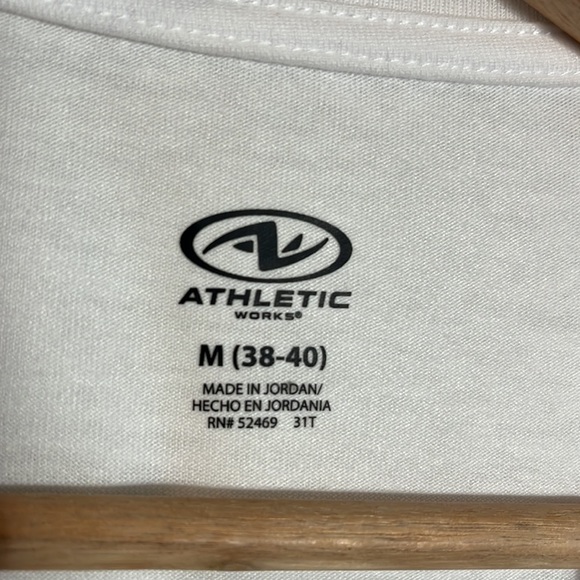 ATHLETIC
WORKS®
M (38-40)
MADE IN JORDAN/
HECHO EN JORDANIA
RN# 52469 31T